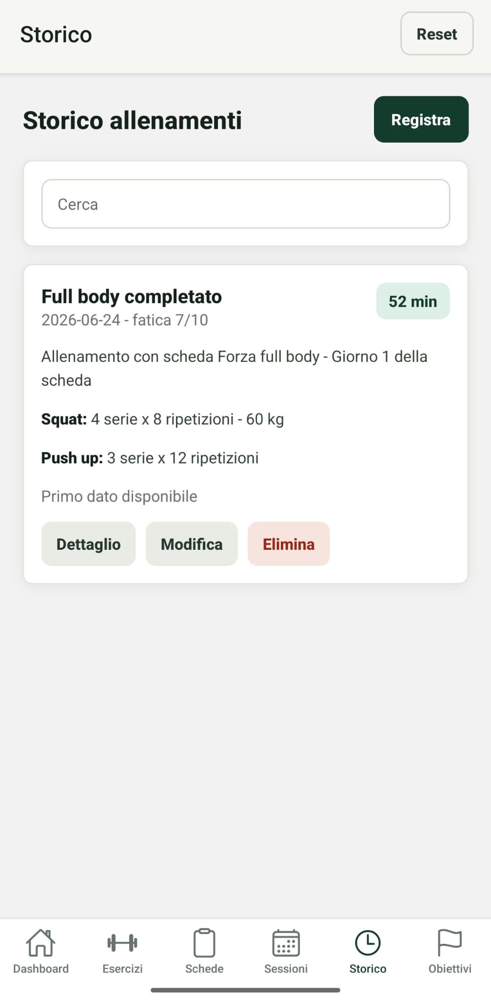 Storico
Reset
Storico allenamenti
Registra
Cerca
Full body completato
52 min
2026-06-24 - fatica 7/10
Allenamento con scheda Forza full body - Giorno 1 della
scheda
Squat: 4 serie x 8 ripetizioni - 60 kg
Push up: 3 serie x 12 ripetizioni
Primo dato disponibile
Dettaglio
Modifica
Elimina
Dashboard
Esercizi
Schede
Sessioni
Storico
Obiettivi